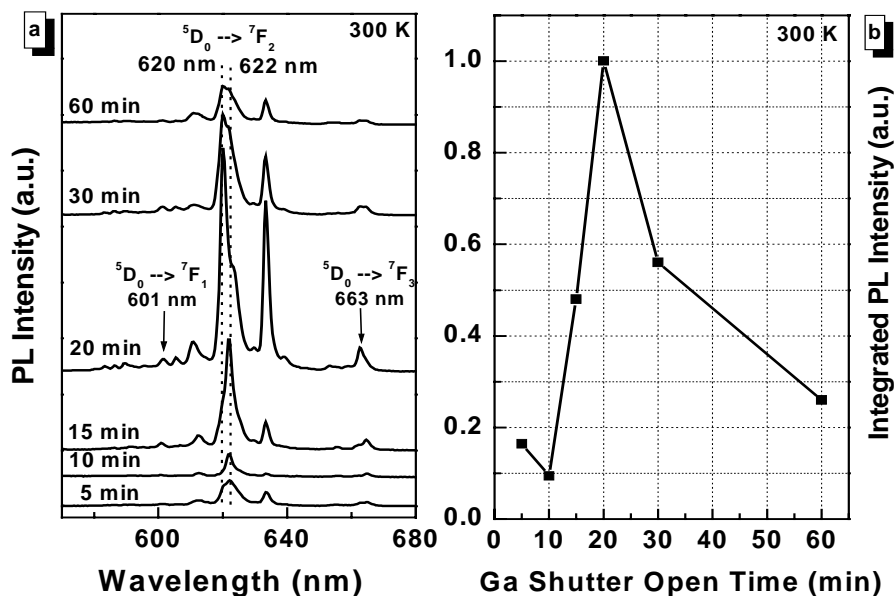 a
⁵D₀ --> ⁷F₂
300 K
620 nm
622 nm
60 min
30 min
⁵D₀ --> ⁷F₁
601 nm
⁵D₀ --> ⁷F₃
663 nm
20 min
15 min
10 min
5 min
PL Intensity (a.u.)
600
640
680
Wavelength (nm)
b
300 K
1.0
0.8
0.6
0.4
0.2
0.0
0
10
20
30
40
50
60
Integrated PL Intensity (a.u.)
Ga Shutter Open Time (min)